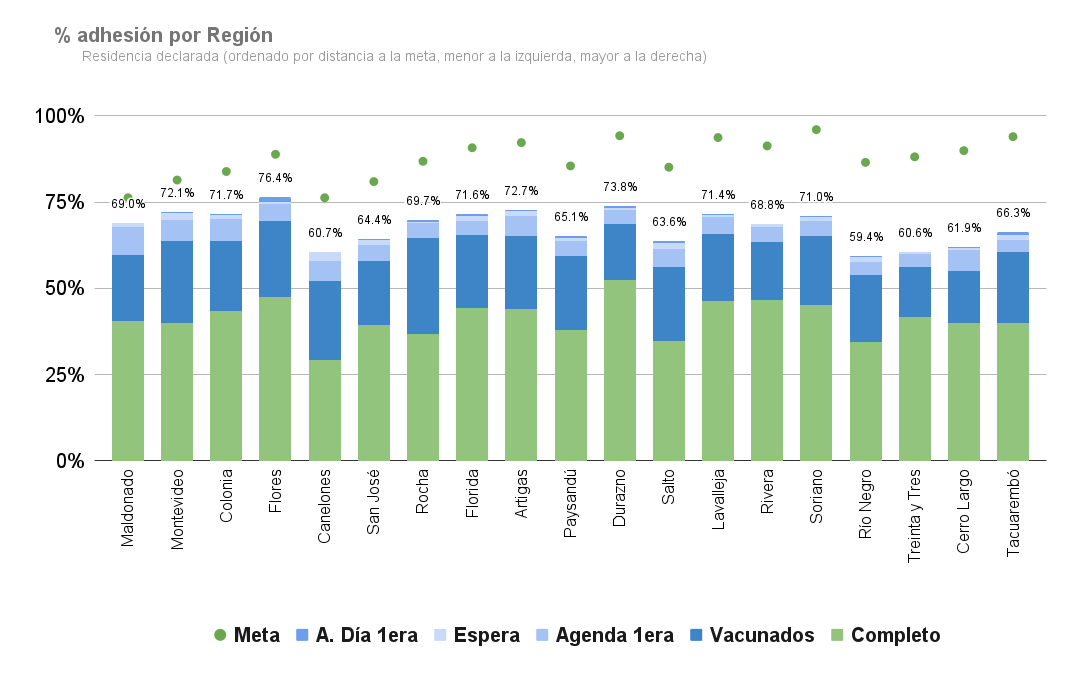 % adhesión por Región
Residencia declarada (ordenado por distancia a la meta, menor a la izquierda, mayor a la derecha)
100%
75%
50%
25%
0%
69.0%
72.1%
71.7%
76.4%
60.7%
64.4%
69.7%
71.6%
72.7%
65.1%
73.8%
63.6%
71.4%
68.8%
71.0%
59.4%
60.6%
61.9%
66.3%
Maldonado
Montevideo
Colonia
Flores
Canelones
San José
Rocha
Florida
Artigas
Paysandú
Durazno
Salto
Lavalleja
Rivera
Soriano
Río Negro
Treinta y Tres
Cerro Largo
Tacuarembó
Meta A. Día 1era Espera Agenda 1era Vacunados Completo